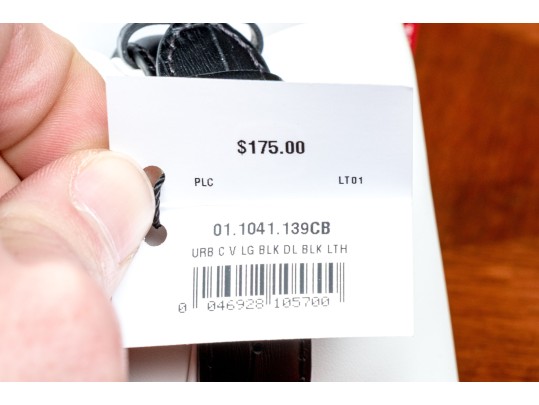 $175.00
PLC LT01
01.1041.139CB
URB C V LG BLK DL BLK LTH
0 046928 105700